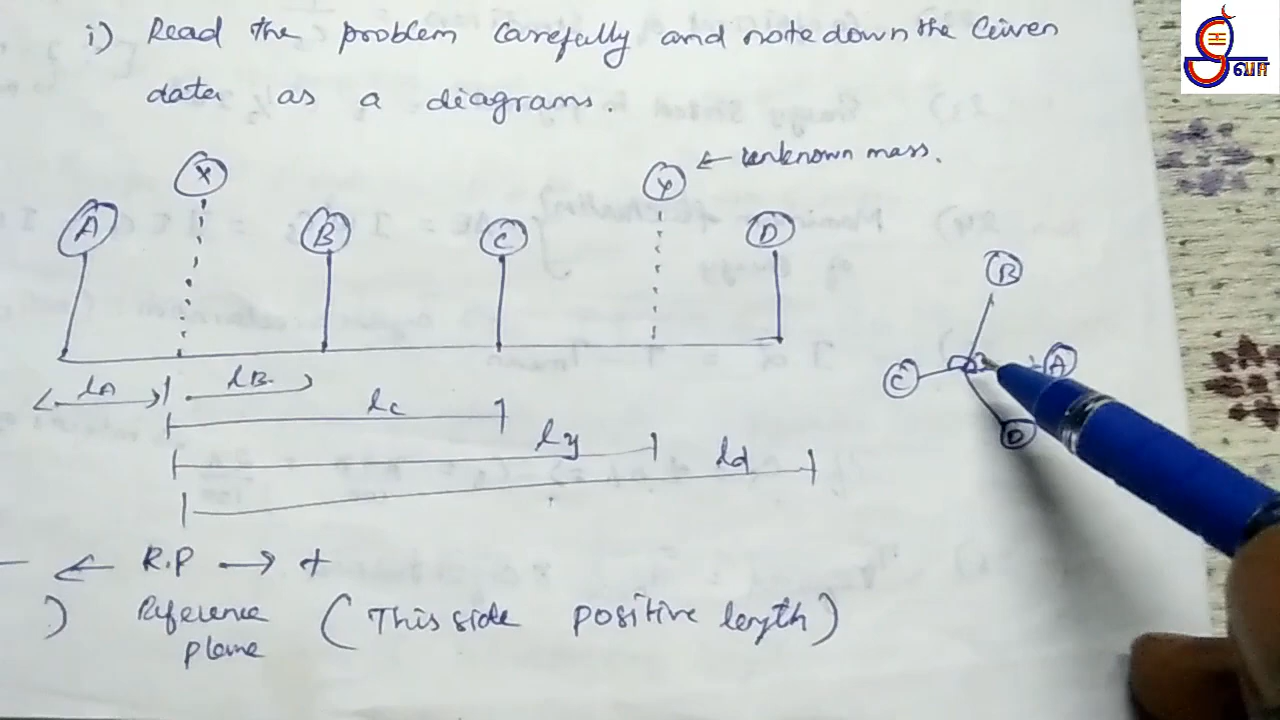 i) Read the problem carefully and note down the Given
data as a diagrams.
X
Y ← unknown mass.
A
B
C
D
B
C
A
D
lA
lB
lc
ly
ld
— ← R.P → +
) Reference plane (This side positive length)
வா